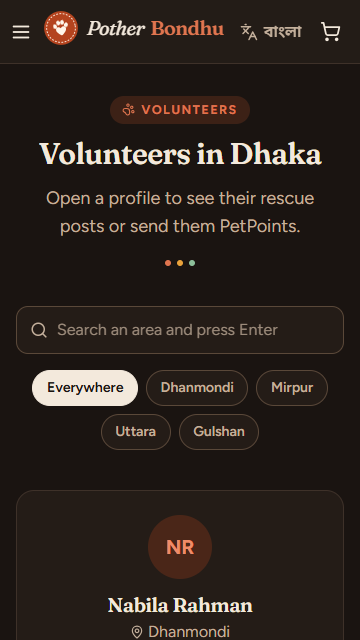 Pother Bondhu
বাংলা
VOLUNTEERS
Volunteers in Dhaka
Open a profile to see their rescue
posts or send them PetPoints.
Search an area and press Enter
Everywhere
Dhanmondi
Mirpur
Uttara
Gulshan
NR
Nabila Rahman
Dhanmondi